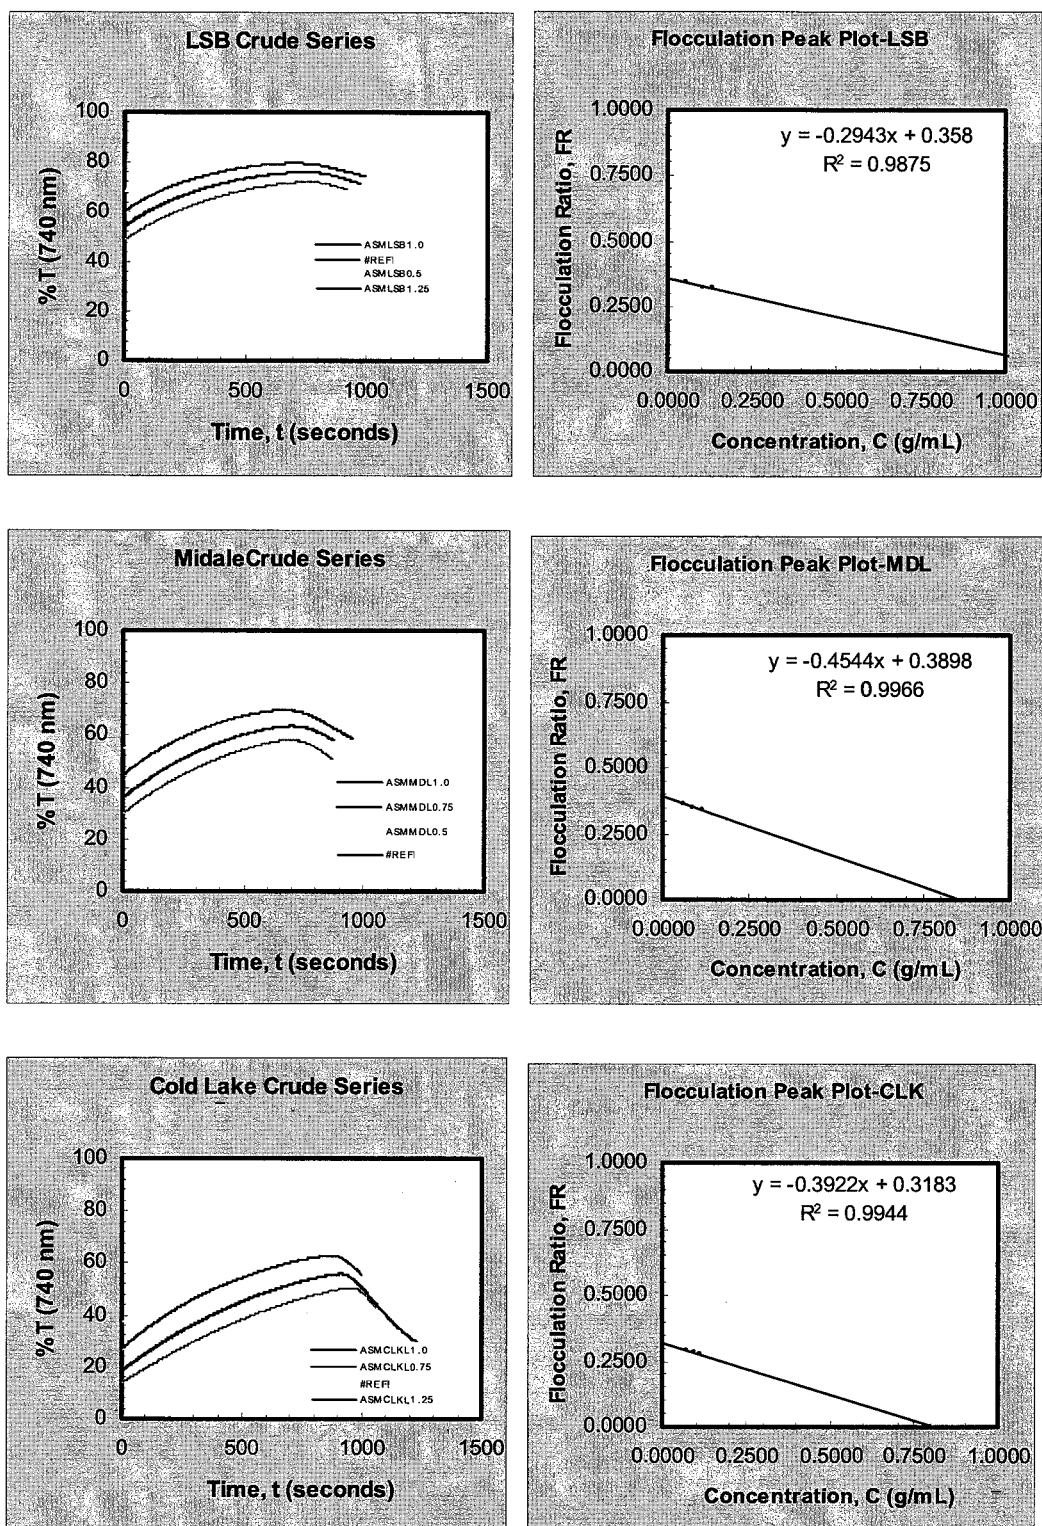 LSB Crude Series
100
80
60
40
20
0
%T (740 nm)
ASMLSB1.0
#REF!
ASMLSB0.5
ASMLSB1.25
0 500 1000 1500
Time, t (seconds)
Flocculation Peak Plot-LSB
1.0000
0.7500
0.5000
0.2500
0.0000
Flocculation Ratio, FR
y = -0.2943x + 0.358
R² = 0.9875
0.0000 0.2500 0.5000 0.7500 1.0000
Concentration, C (g/mL)
MidaleCrude Series
100
80
60
40
20
0
%T (740 nm)
ASMMDL1.0
ASMMDL0.75
ASMMDL0.5
#REF!
0 500 1000 1500
Time, t (seconds)
Flocculation Peak Plot-MDL
1.0000
0.7500
0.5000
0.2500
0.0000
Flocculation Ratio, FR
y = -0.4544x + 0.3898
R² = 0.9966
0.0000 0.2500 0.5000 0.7500 1.0000
Concentration, C (g/mL)
Cold Lake Crude Series
100
80
60
40
20
0
%T (740 nm)
ASMCLKL1.0
ASMCLKL0.75
#REF!
ASMCLKL1.25
0 500 1000 1500
Time, t (seconds)
Flocculation Peak Plot-CLK
1.0000
0.7500
0.5000
0.2500
0.0000
Flocculation Ratio, FR
y = -0.3922x + 0.3183
R² = 0.9944
0.0000 0.2500 0.5000 0.7500 1.0000
Concentration, C (g/mL)